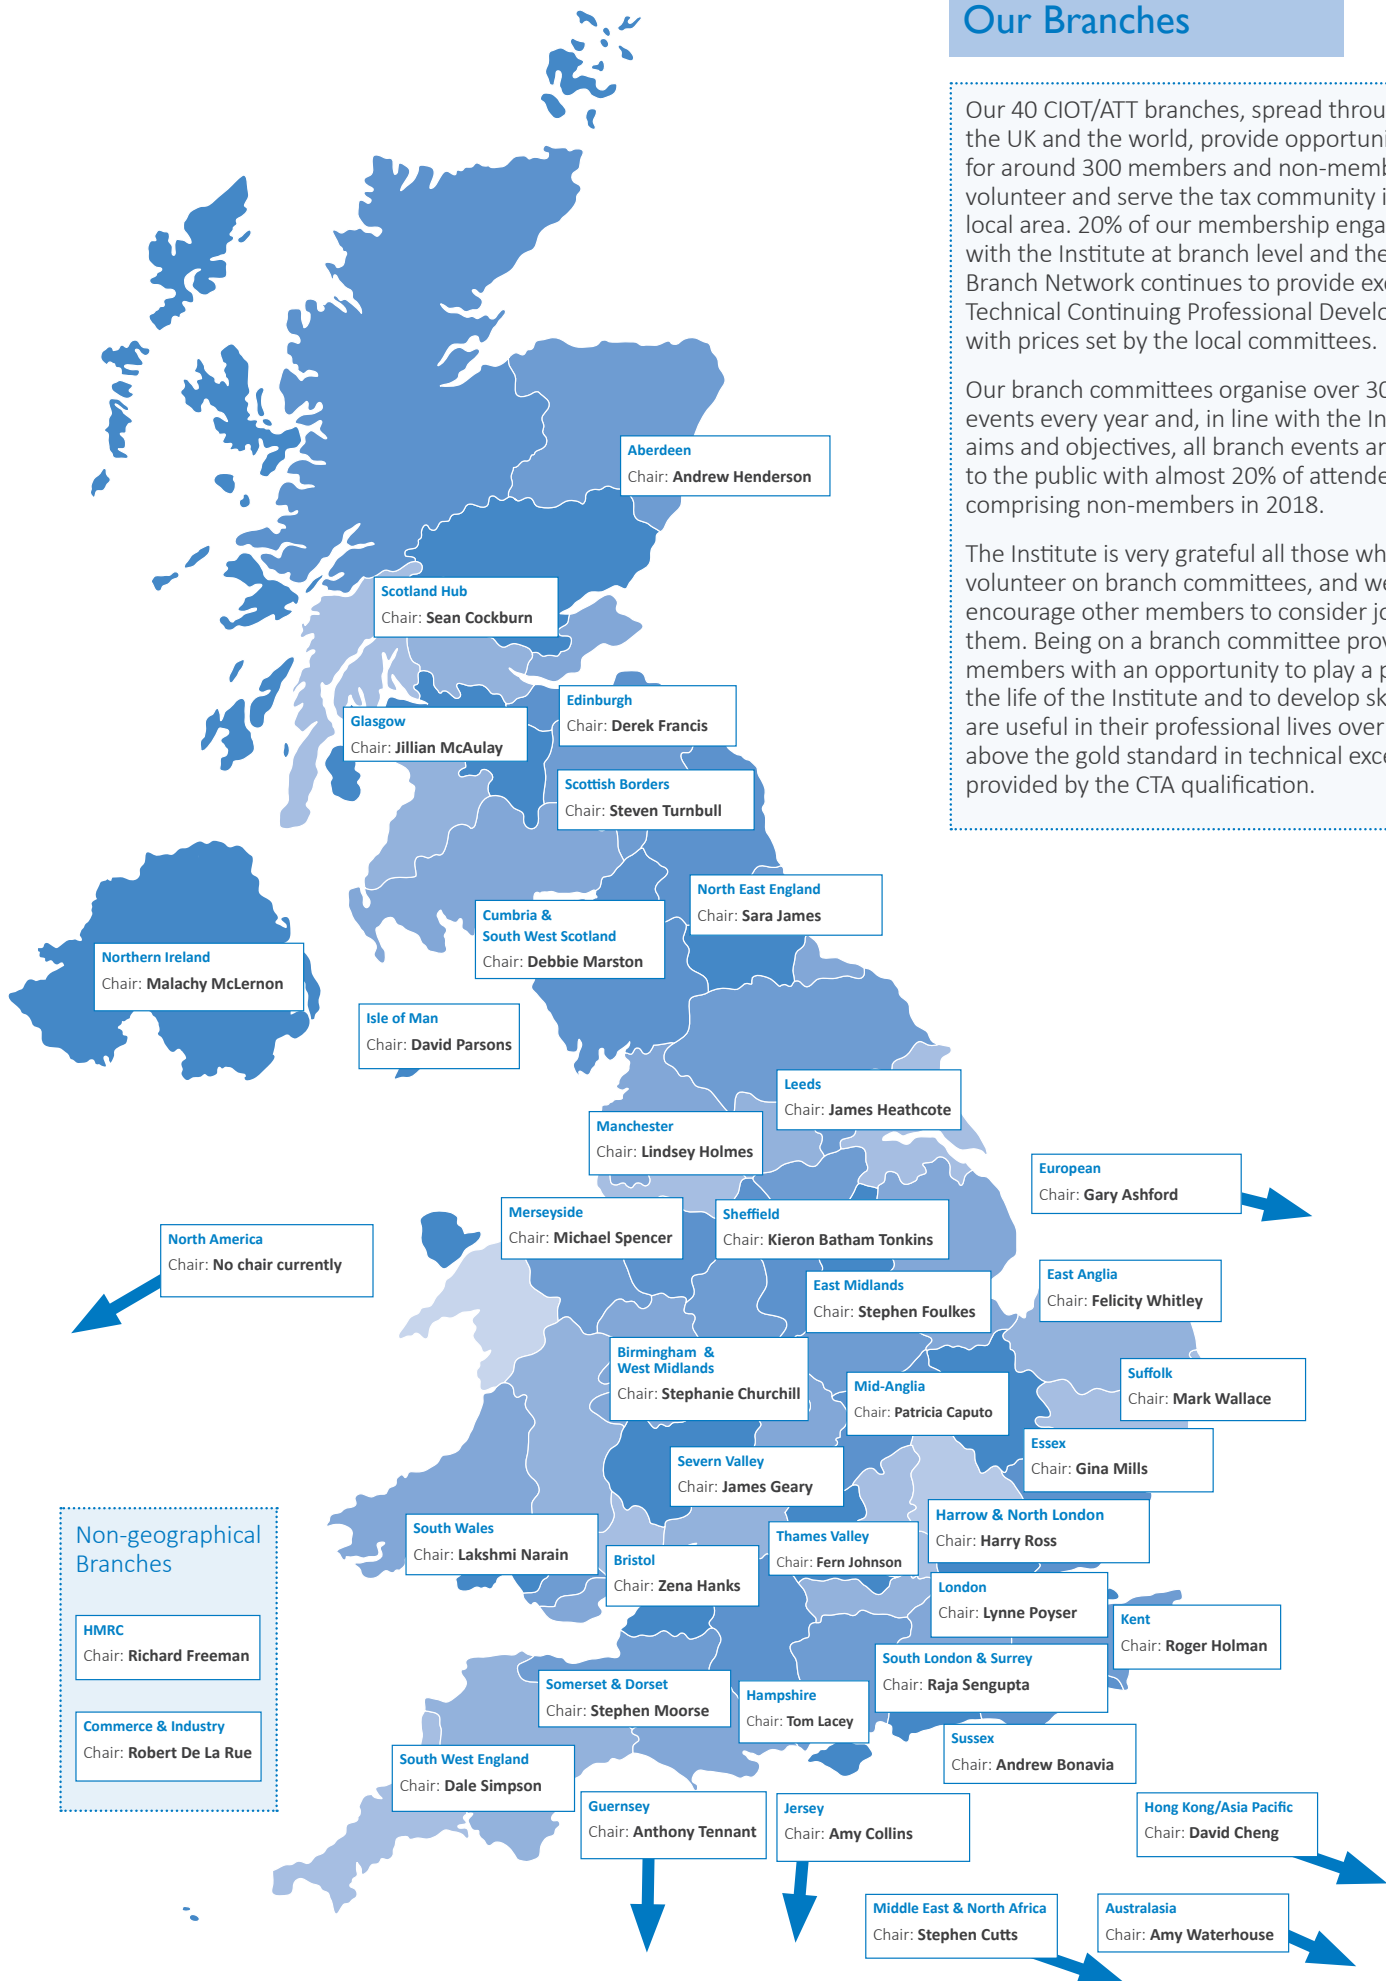 Our Branches
Our 40 CIOT/ATT branches, spread
the UK and the world, provide
for around 300 members and
volunteer and serve the tax community
local area. 20% of our membership
with the Institute at branch level and the
Branch Network continues to provide
Technical Continuing Professional
with prices set by the local committees.
Our branch committees organise over
events every year and, in line with the
aims and objectives, all branch events
to the public with almost 20% of
comprising non-members in 2018.
The Institute is very grateful all those
volunteer on branch committees, and
encourage other members to consider
them. Being on a branch committee
members with an opportunity to play a
the life of the Institute and to develop
are useful in their professional lives over
above the gold standard in technical
provided by the CTA qualification.
Aberdeen
Chair: Andrew Henderson
Scotland Hub
Chair: Sean Cockburn
Edinburgh
Chair: Derek Francis
Glasgow
Chair: Jillian McAulay
Scottish Borders
Chair: Steven Turnbull
North East England
Chair: Sara James
Cumbria &
South West Scotland
Chair: Debbie Marston
Northern Ireland
Chair: Malachy McLernon
Isle of Man
Chair: David Parsons
Leeds
Chair: James Heathcote
Manchester
Chair: Lindsey Holmes
European
Chair: Gary Ashford
Merseyside
Chair: Michael Spencer
Sheffield
Chair: Kieron Batham Tonkins
North America
Chair: No chair currently
East Midlands
Chair: Stephen Foulkes
East Anglia
Chair: Felicity Whitley
Birmingham &
West Midlands
Chair: Stephanie Churchill
Mid-Anglia
Chair: Patricia Caputo
Suffolk
Chair: Mark Wallace
Essex
Chair: Gina Mills
Severn Valley
Chair: James Geary
Harrow & North London
Chair: Harry Ross
South Wales
Chair: Lakshmi Narain
Thames Valley
Chair: Fern Johnson
Bristol
Chair: Zena Hanks
London
Chair: Lynne Poyser
Kent
Chair: Roger Holman
South London & Surrey
Chair: Raja Sengupta
Somerset & Dorset
Chair: Stephen Moorse
Hampshire
Chair: Tom Lacey
Sussex
Chair: Andrew Bonavia
South West England
Chair: Dale Simpson
Guernsey
Chair: Anthony Tennant
Jersey
Chair: Amy Collins
Hong Kong/Asia Pacific
Chair: David Cheng
Middle East & North Africa
Chair: Stephen Cutts
Australasia
Chair: Amy Waterhouse
Non-geographical
Branches
HMRC
Chair: Richard Freeman
Commerce & Industry
Chair: Robert De La Rue